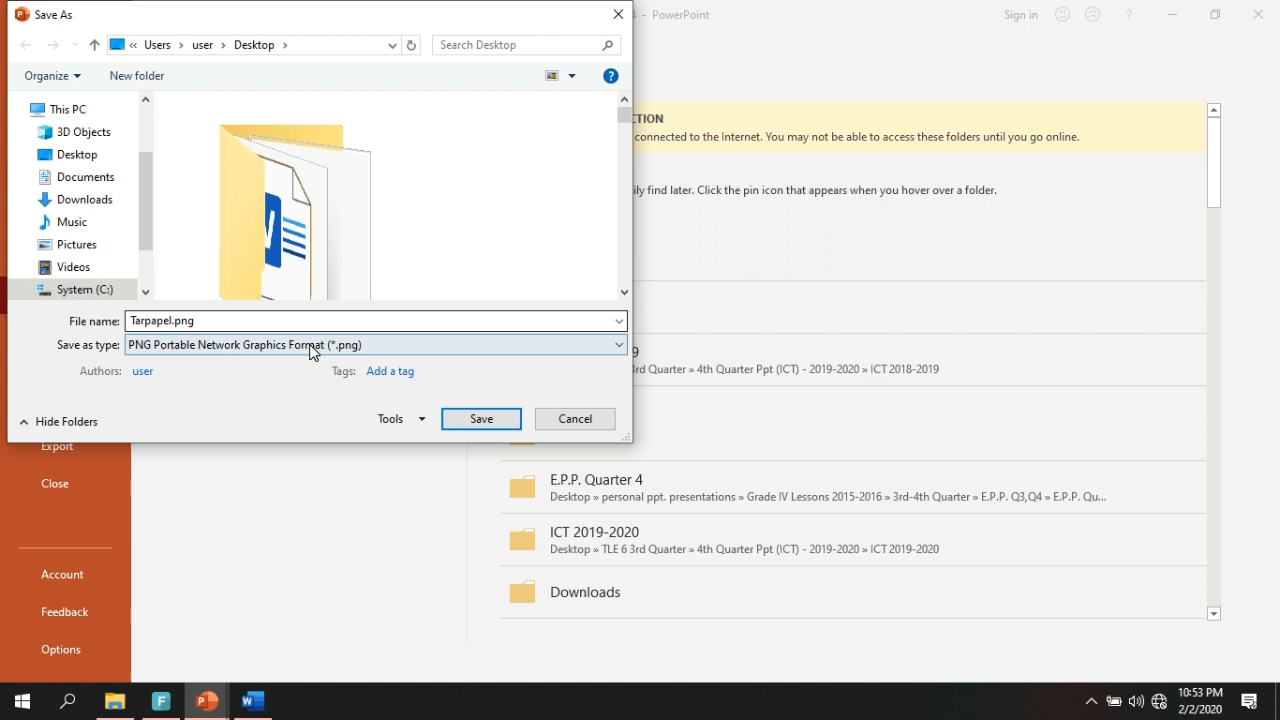 Save As
4 - PowerPoint
Sign in
?
« Users › user › Desktop ›
Search Desktop
Organize
New folder
?
This PC
3D Objects
Desktop
Documents
Downloads
Music
Pictures
Videos
System (C:)
CTION
connected to the Internet. You may not be able to access these folders until you go online.
ily find later. Click the pin icon that appears when you hover over a folder.
File name: Tarpapel.png
Save as type: PNG Portable Network Graphics Format (*.png)
Authors: user
Tags: Add a tag
9
rd Quarter » 4th Quarter Ppt (ICT) - 2019-2020 » ICT 2018-2019
Hide Folders
Tools
Save
Cancel
Export
Close
E.P.P. Quarter 4
Desktop » personal ppt. presentations » Grade IV Lessons 2015-2016 » 3rd-4th Quarter » E.P.P. Q3,Q4 » E.P.P. Qu...
ICT 2019-2020
Desktop » TLE 6 3rd Quarter » 4th Quarter Ppt (ICT) - 2019-2020 » ICT 2019-2020
Downloads
Account
Feedback
Options
10:53 PM
2/2/2020